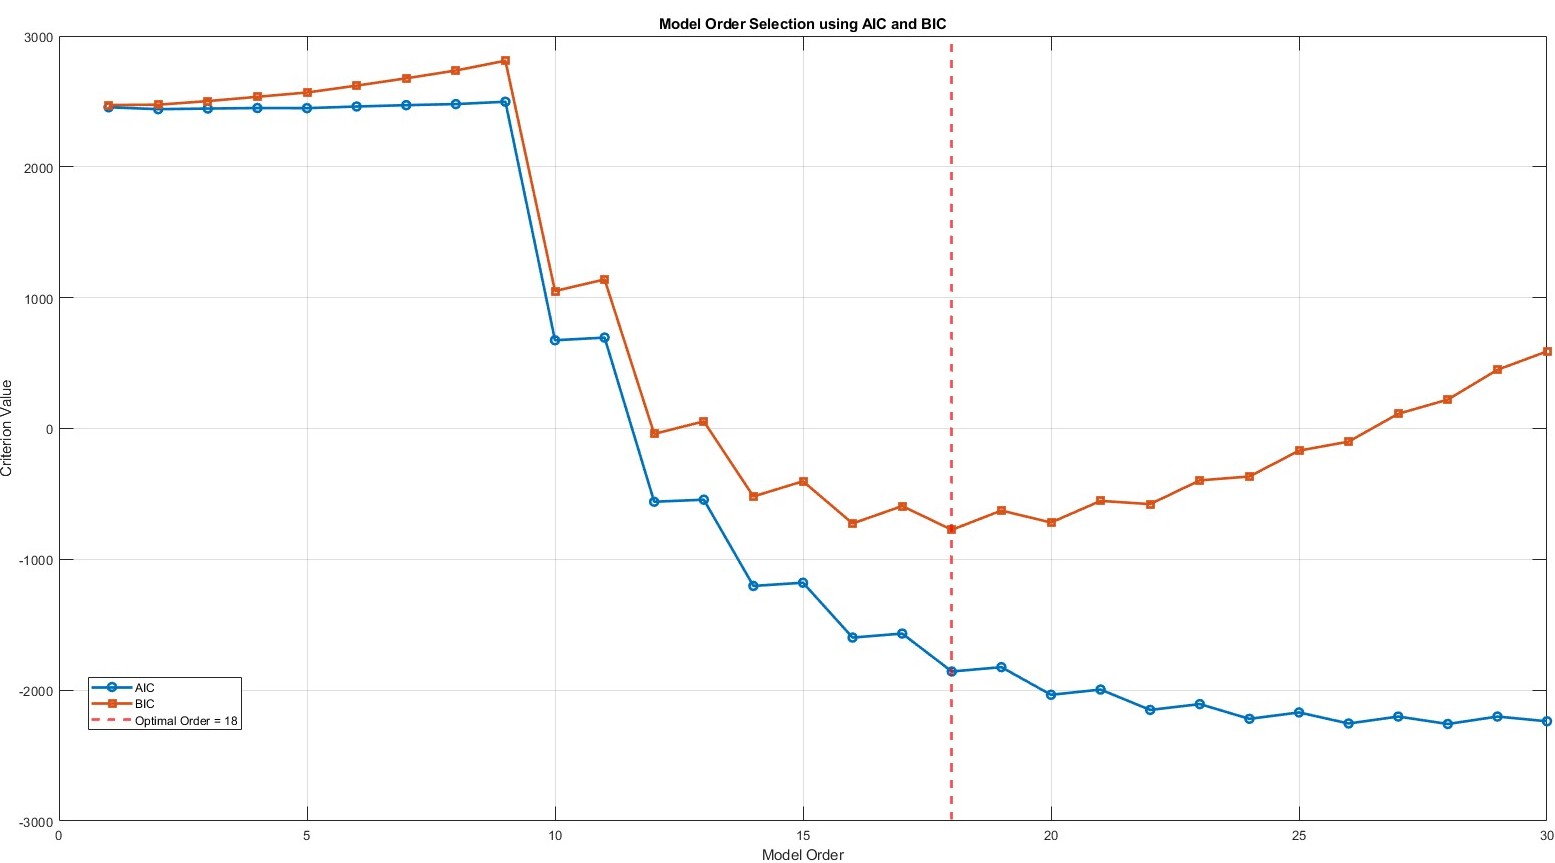 Model Order Selection using AIC and BIC
3000
2000
1000
0
-1000
-2000
-3000
Criterion Value
AIC
BIC
Optimal Order = 18
0 5 10 15 20 25 30
Model Order